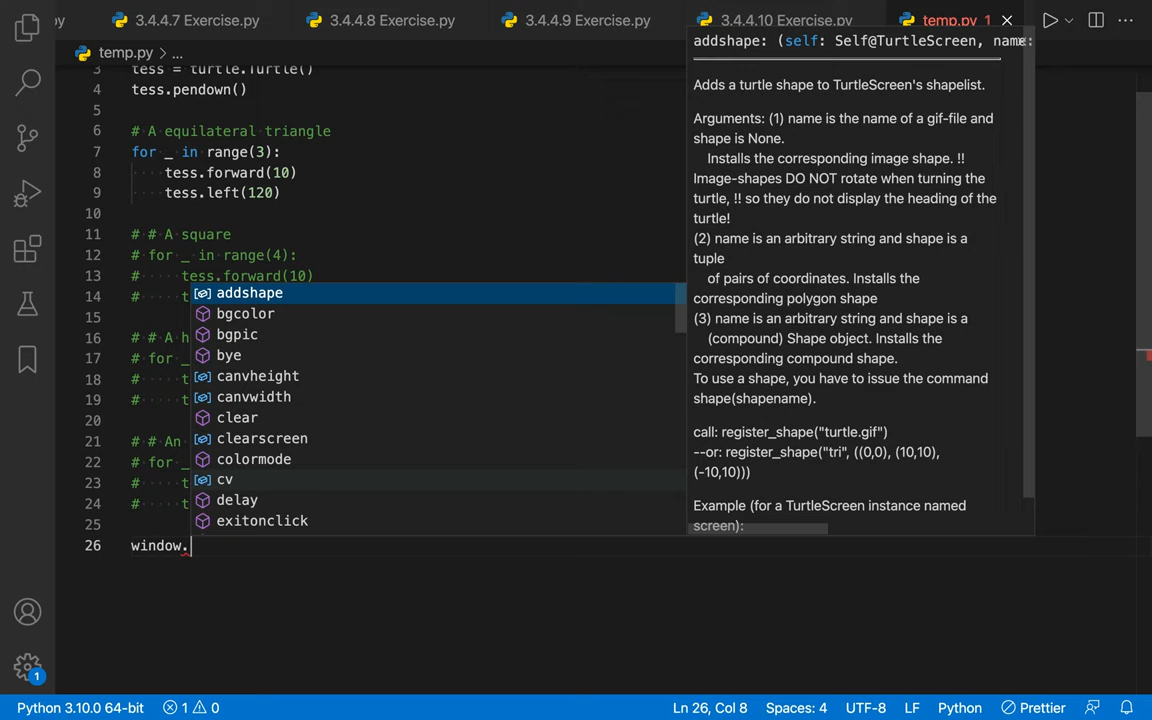 py
3.4.4.7 Exercise.py
3.4.4.8 Exercise.py
3.4.4.9 Exercise.py
3.4.4.10 Exercise.py
temp.py 1
temp.py > ...
3 tess = turtle.Turtle()
4 tess.pendown()
5
6 # A equilateral triangle
7 for _ in range(3):
8 tess.forward(10)
9 tess.left(120)
10
11 # # A square
12 # for _ in range(4):
13 # tess.forward(10)
14 # t
15
16 # # A h
17 # for _
18 # t
19 # t
20
21 # # An
22 # for _
23 # t
24 # t
25
26 window.
addshape
bgcolor
bgpic
bye
canvheight
canvwidth
clear
clearscreen
colormode
cv
delay
exitonclick
addshape: (self: Self@TurtleScreen, name:
Adds a turtle shape to TurtleScreen's shapelist.
Arguments: (1) name is the name of a gif-file and
shape is None.
Installs the corresponding image shape. !!
Image-shapes DO NOT rotate when turning the
turtle, !! so they do not display the heading of the
turtle!
(2) name is an arbitrary string and shape is a
tuple
of pairs of coordinates. Installs the
corresponding polygon shape
(3) name is an arbitrary string and shape is a
(compound) Shape object. Installs the
corresponding compound shape.
To use a shape, you have to issue the command
shape(shapename).
call: register_shape("turtle.gif")
--or: register_shape("tri", ((0,0), (10,10),
(-10,10)))
Example (for a TurtleScreen instance named
screen):
1
Python 3.10.0 64-bit
1 0
Ln 26, Col 8
Spaces: 4
UTF-8
LF
Python
Prettier